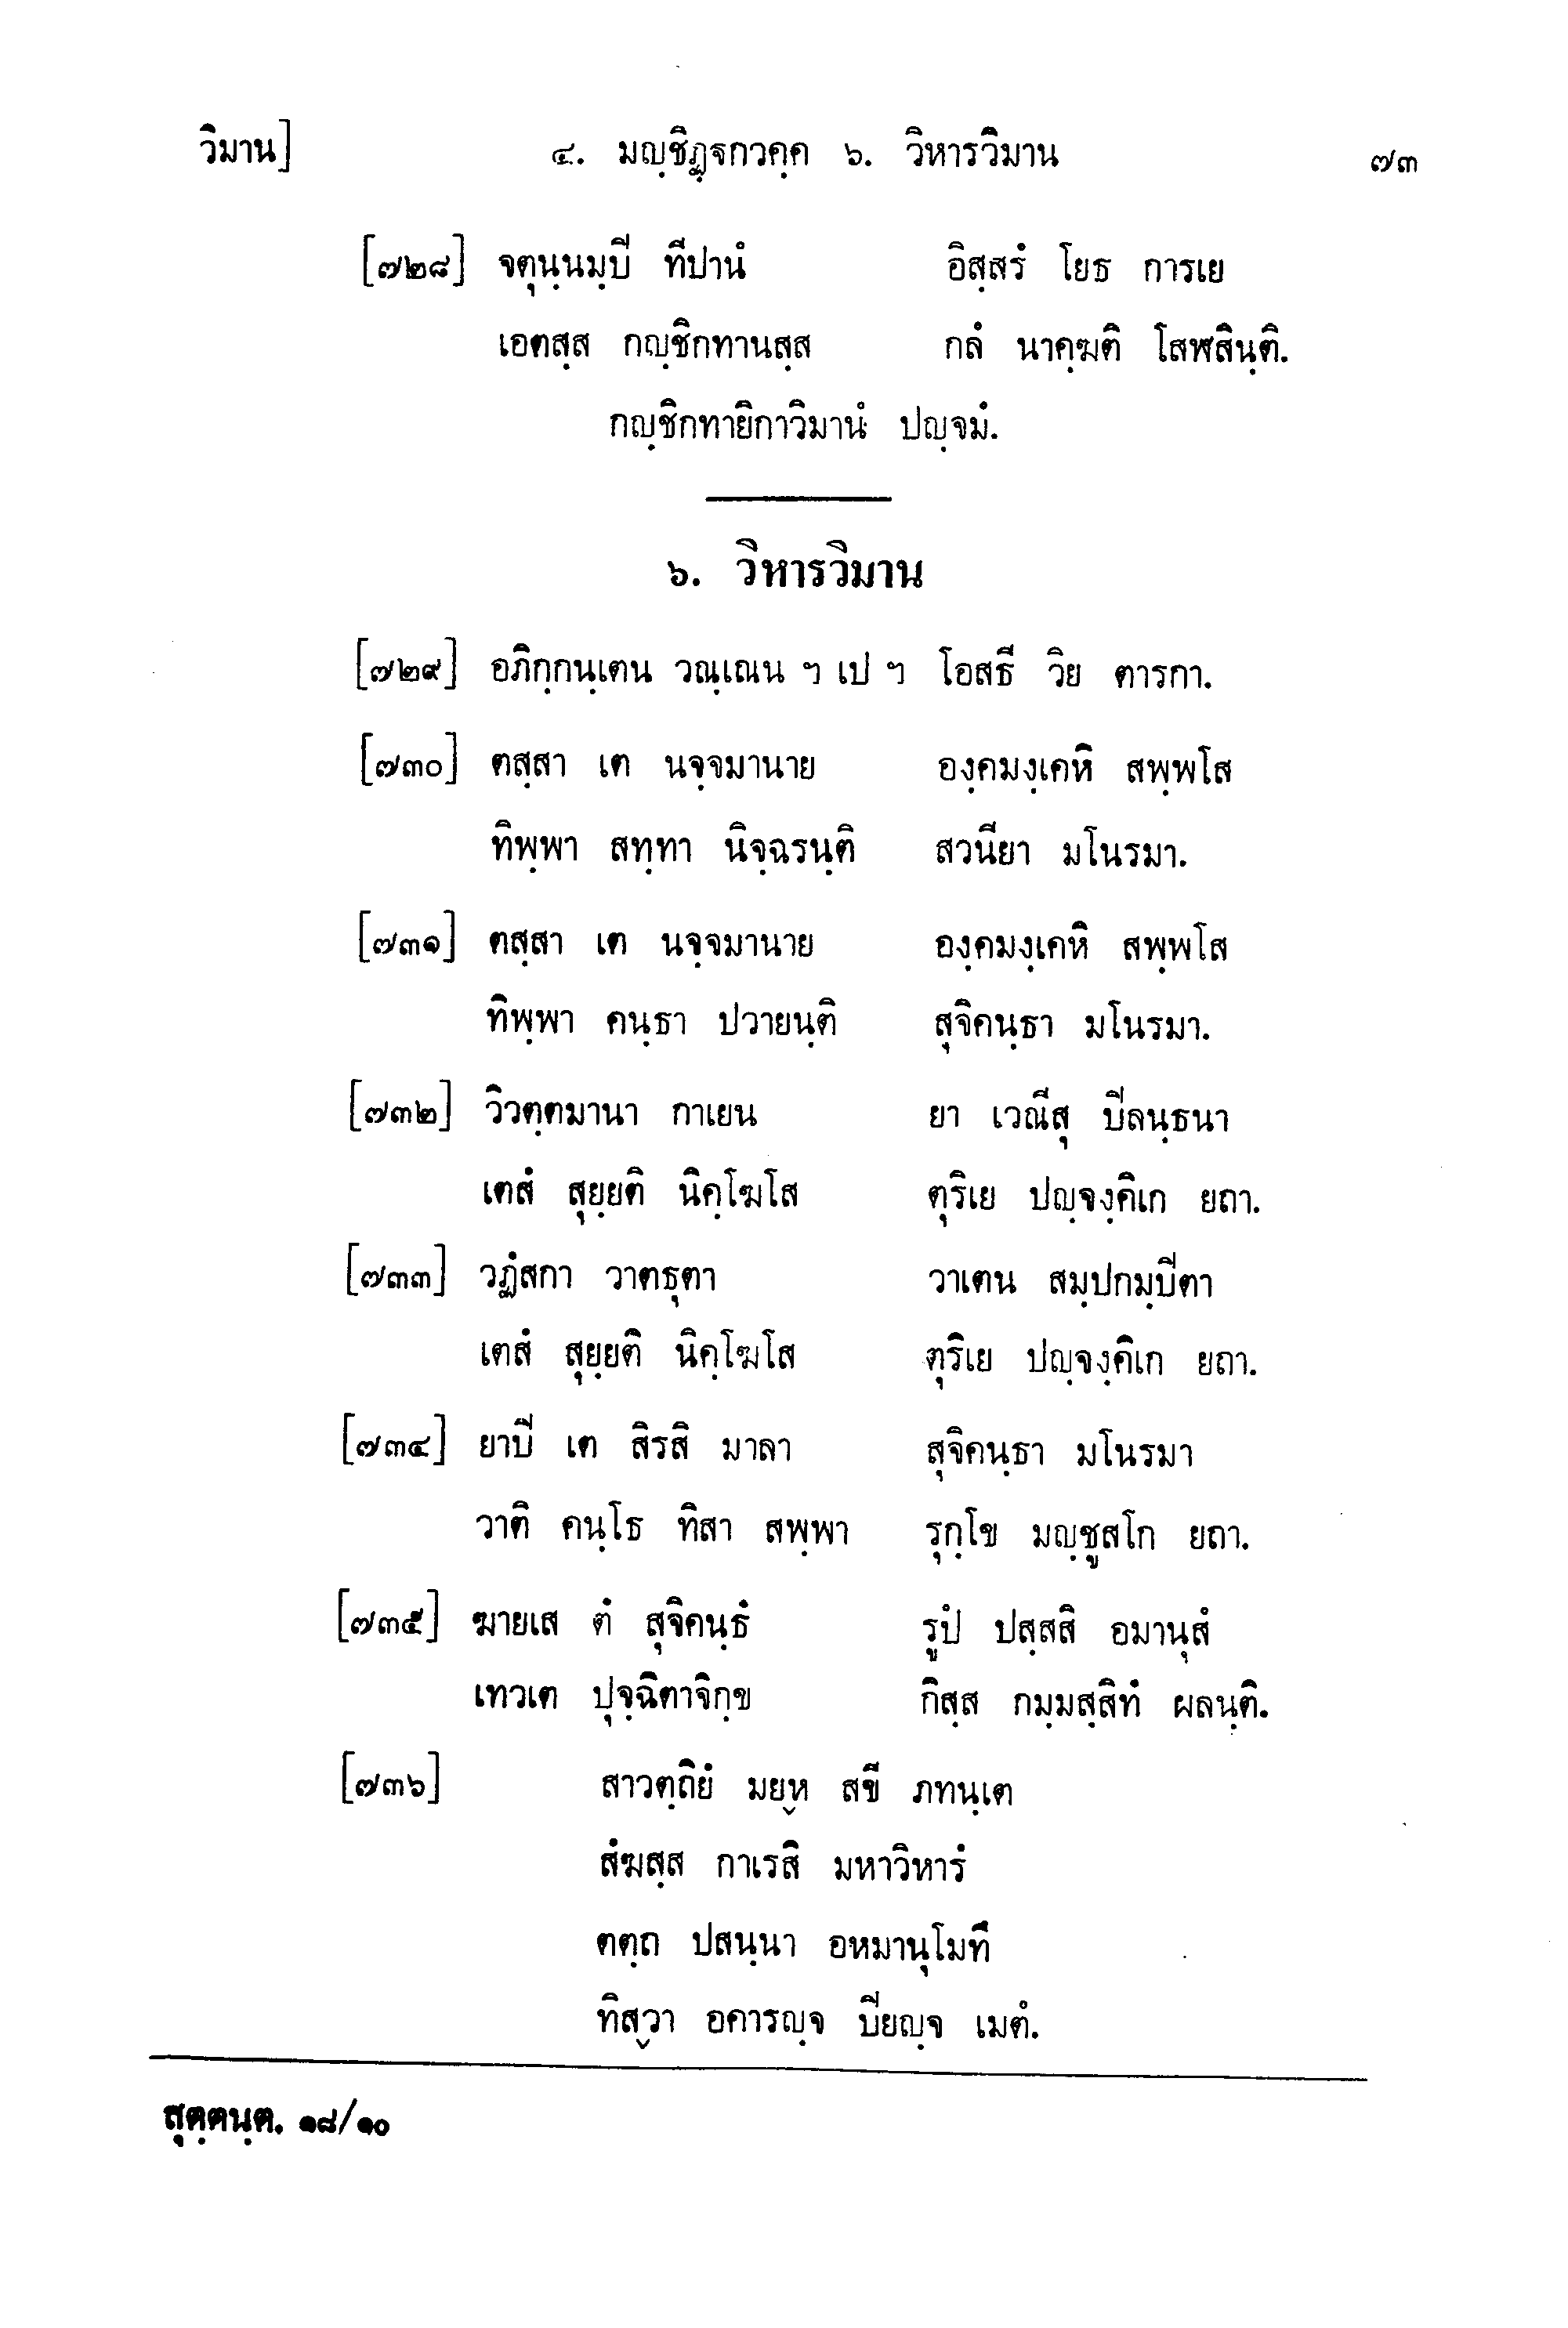 วิมาน] ๔. มญฺชิฏฺฐกวคฺค ๖. วิหารวิมาน ๗๓
[๗๒๘] จตุนฺนมฺปิ ทีปานํ อิสฺสรํ โยธ การเย
เอตสฺส กญฺชิกทานสฺส กลํ นาคฺฆติ โสฬสินฺติ.
กญฺชิกทายิกาวิมานํ ปญฺจมํ.
๖. วิหารวิมาน
[๗๒๙] อภิกฺกนฺเตน วณฺเณน ฯ เป ฯ โอสธี วิย ตารกา.
[๗๓๐] ตสฺสา เต นจฺจมานาย องฺคมงฺเคหิ สพฺพโส
ทิพฺพา สทฺทา นิจฺฉรนฺติ สวนียา มโนรมา.
[๗๓๑] ตสฺสา เต นจฺจมานาย องฺคมงฺเคหิ สพฺพโส
ทิพฺพา คนฺธา ปวายนฺติ สุจิคนฺธา มโนรมา.
[๗๓๒] วิวตฺตมานา กาเยน ยา เวณีสุ ปิลนฺธนา
เตสํ สุยฺยติ นิคฺโฆโส ตุริเย ปญฺจงฺคิเก ยถา.
[๗๓๓] วฏํสกา วาตธุตา วาเตน สมฺปกมฺปิตา
เตสํ สุยฺยติ นิคฺโฆโส ตุริเย ปญฺจงฺคิเก ยถา.
[๗๓๔] ยาปิ เต สิรสิ มาลา สุจิคนฺธา มโนรมา
วาติ คนฺโธ ทิสา สพฺพา รุกฺโข มญฺชูสโก ยถา.
[๗๓๕] ฆายเส ตํ สุจิคนฺธํ รูปํ ปสฺสสิ อมานุสํ
เทวเต ปุจฺฉิตาจิกฺข กิสฺส กมฺมสฺสิทํ ผลนฺติ.
[๗๓๖] สาวตฺถิยํ มยฺห สขี ภทนฺเต
สํฆสฺส กาเรสิ มหาวิหารํ
ตตฺถ ปสนฺนา อหมานุโมทึ
ทิสฺวา อคารญฺจ ปิยญฺจ เมตํ.
สุตฺตนฺต. ๑๘/๑๐